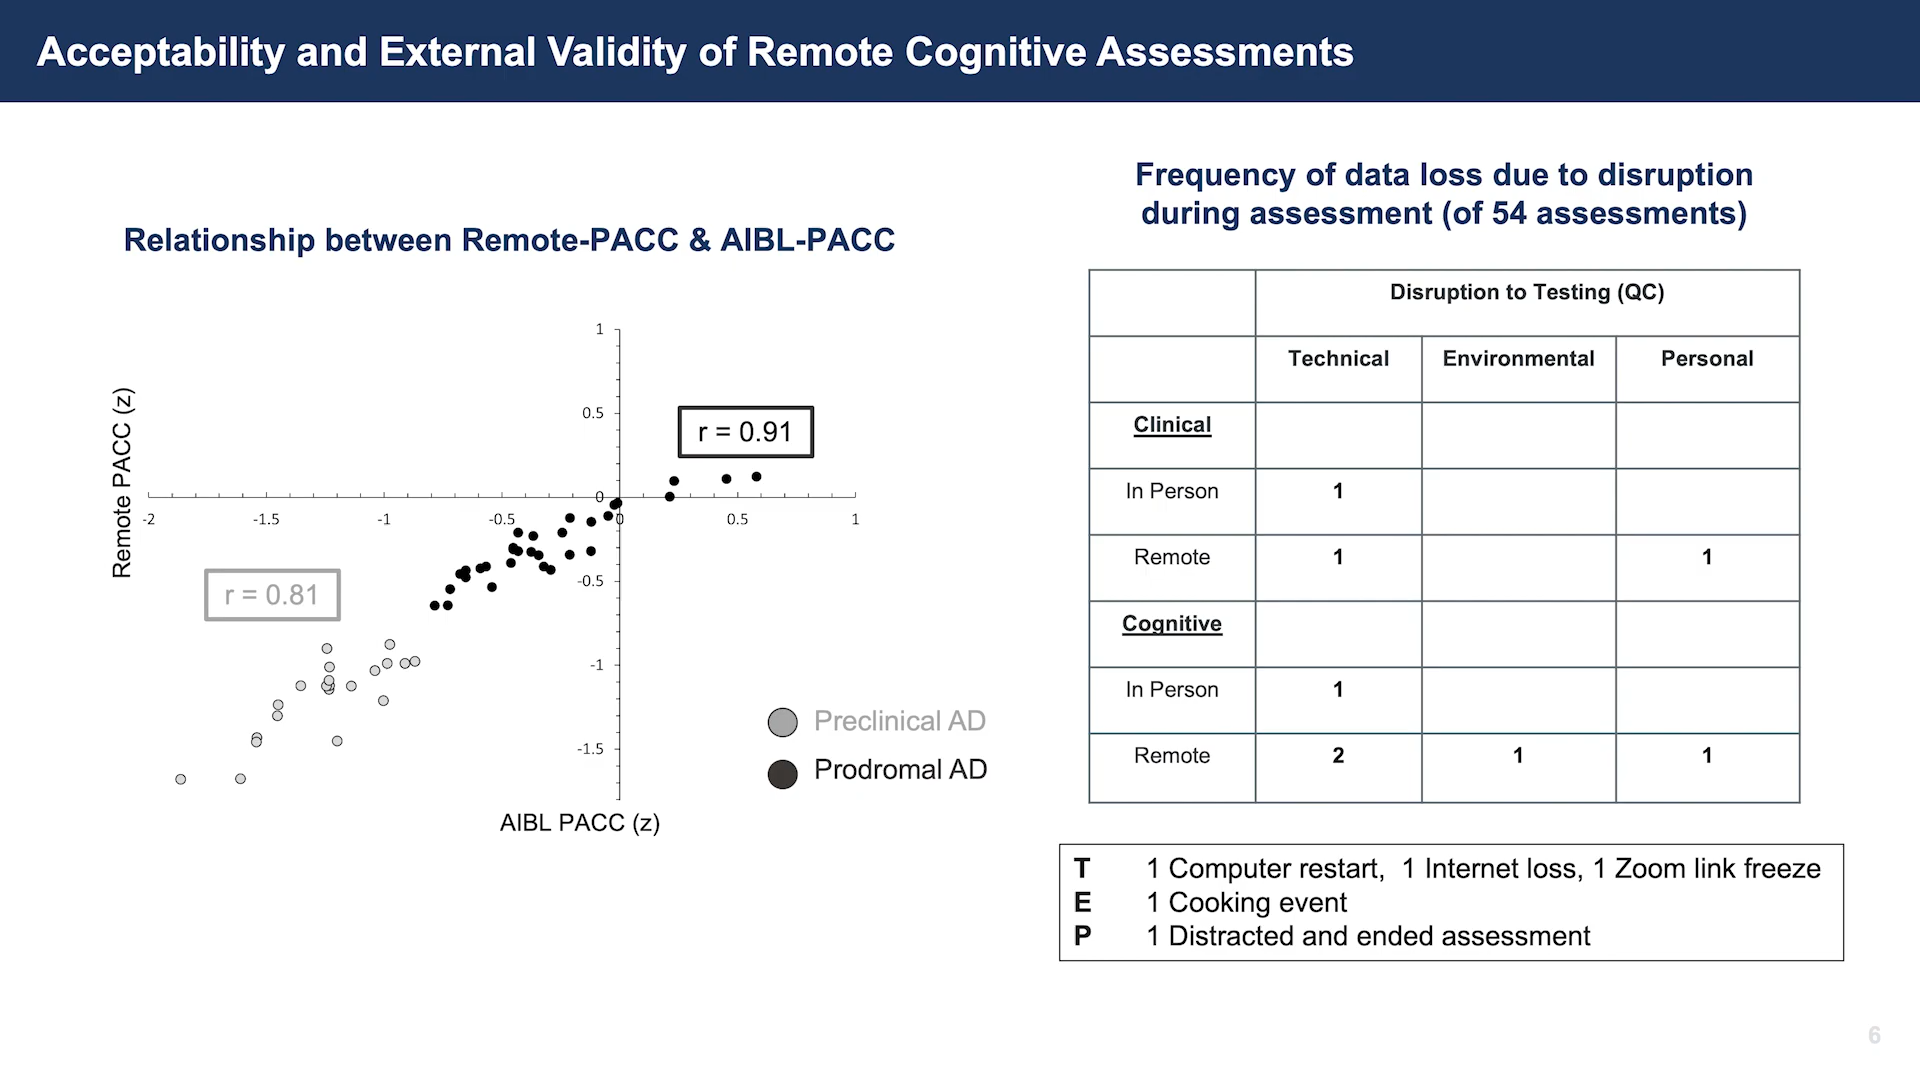 Acceptability and External Validity of Remote Cognitive Assessments
Relationship between Remote-PACC & AIBL-PACC
Remote PACC (z)
1
0.5
0
-0.5
-1
-1.5
-2
-1.5
-1
-0.5
0
0.5
1
r = 0.91
r = 0.81
Preclinical AD
Prodromal AD
AIBL PACC (z)
Frequency of data loss due to disruption
during assessment (of 54 assessments)
Disruption to Testing (QC)
Technical Environmental Personal
Clinical
In Person 1
Remote 1 1
Cognitive
In Person 1
Remote 2 1 1
T 1 Computer restart, 1 Internet loss, 1 Zoom link freeze
E 1 Cooking event
P 1 Distracted and ended assessment
6